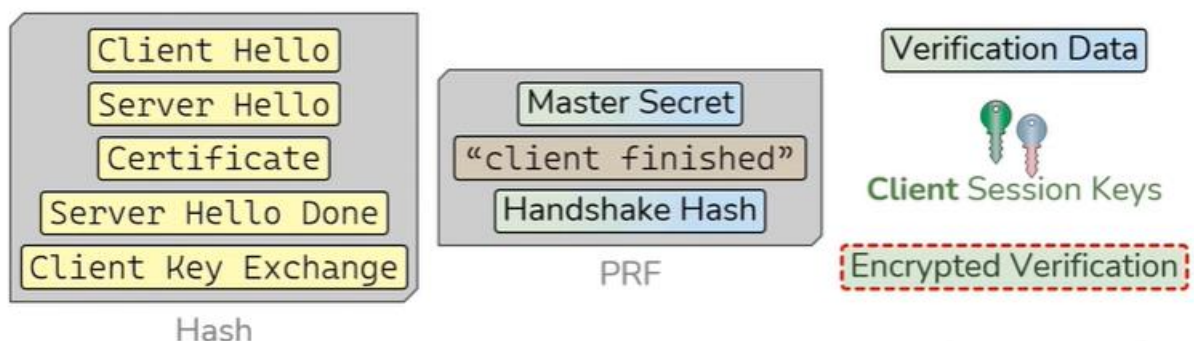 Client Hello
Server Hello
Certificate
Server Hello Done
Client Key Exchange
Hash
Master Secret
“client finished”
Handshake Hash
PRF
Verification Data
Client Session Keys
Encrypted Verification